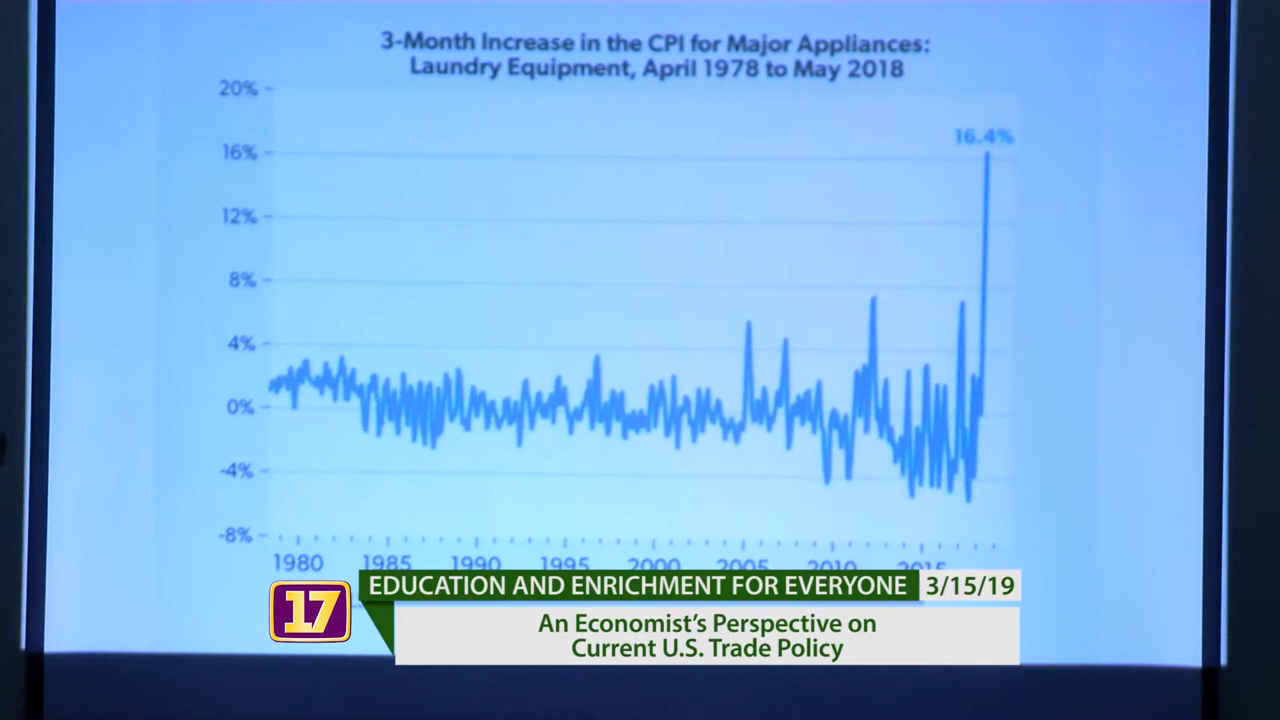 3-Month Increase in the CPI for Major Appliances:
Laundry Equipment, April 1978 to May 2018
20%
16.4%
16%
12%
8%
4%
0%
-4%
-8%
1980 1985 1990 1995 2000 2005 2010 2015
17
EDUCATION AND ENRICHMENT FOR EVERYONE 3/15/19
An Economist's Perspective on
Current U.S. Trade Policy